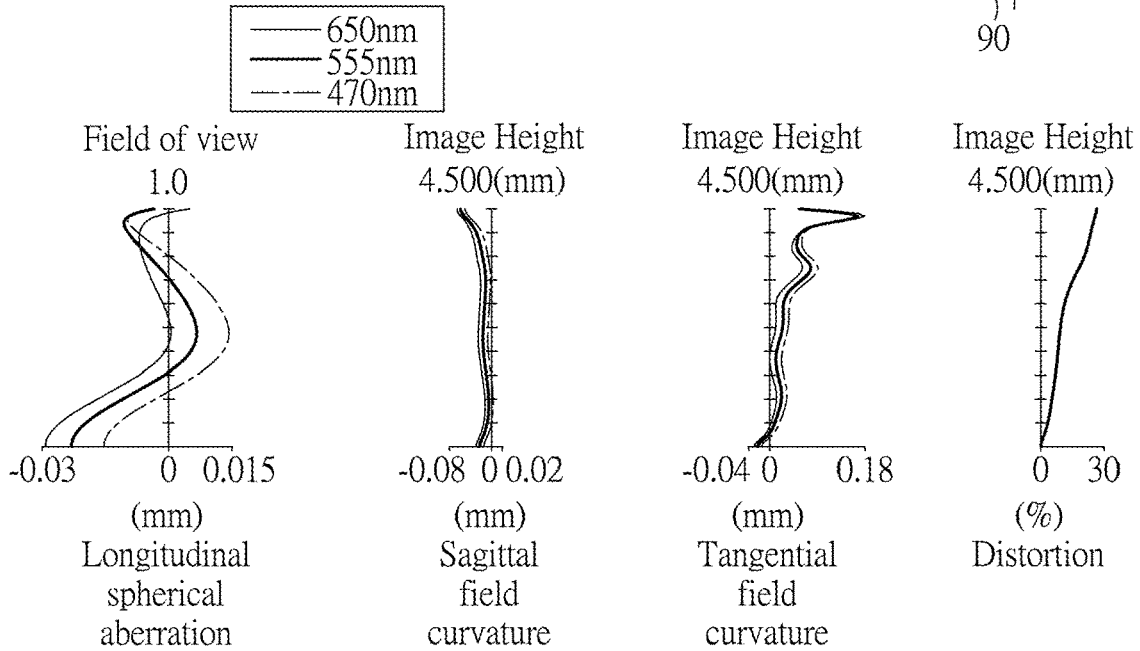 90
650nm
555nm
470nm
Field of view
1.0
Image Height
4.500(mm)
Image Height
4.500(mm)
Image Height
4.500(mm)
-0.03 0 0.015
-0.08 0 0.02
-0.04 0 0.18
0 30
(mm)
Longitudinal
spherical
aberration
(mm)
Sagittal
field
curvature
(mm)
Tangential
field
curvature
(%)
Distortion